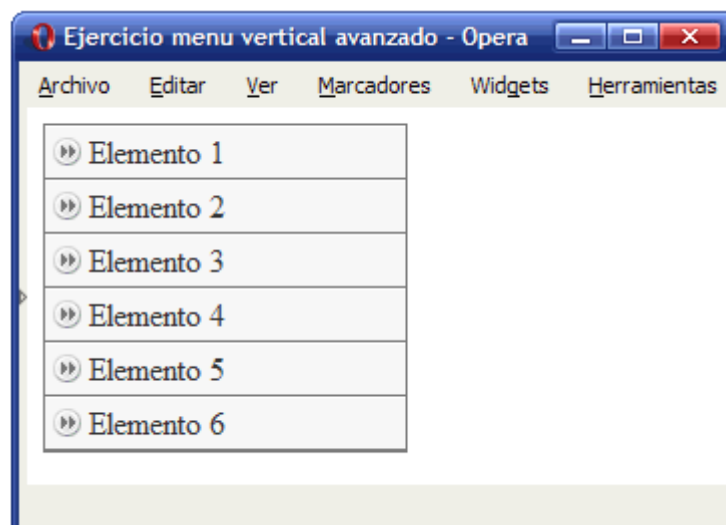 Ejercicio menu vertical avanzado - Opera
Archivo Editar Ver Marcadores Widgets Herramientas
Elemento 1
Elemento 2
Elemento 3
Elemento 4
Elemento 5
Elemento 6